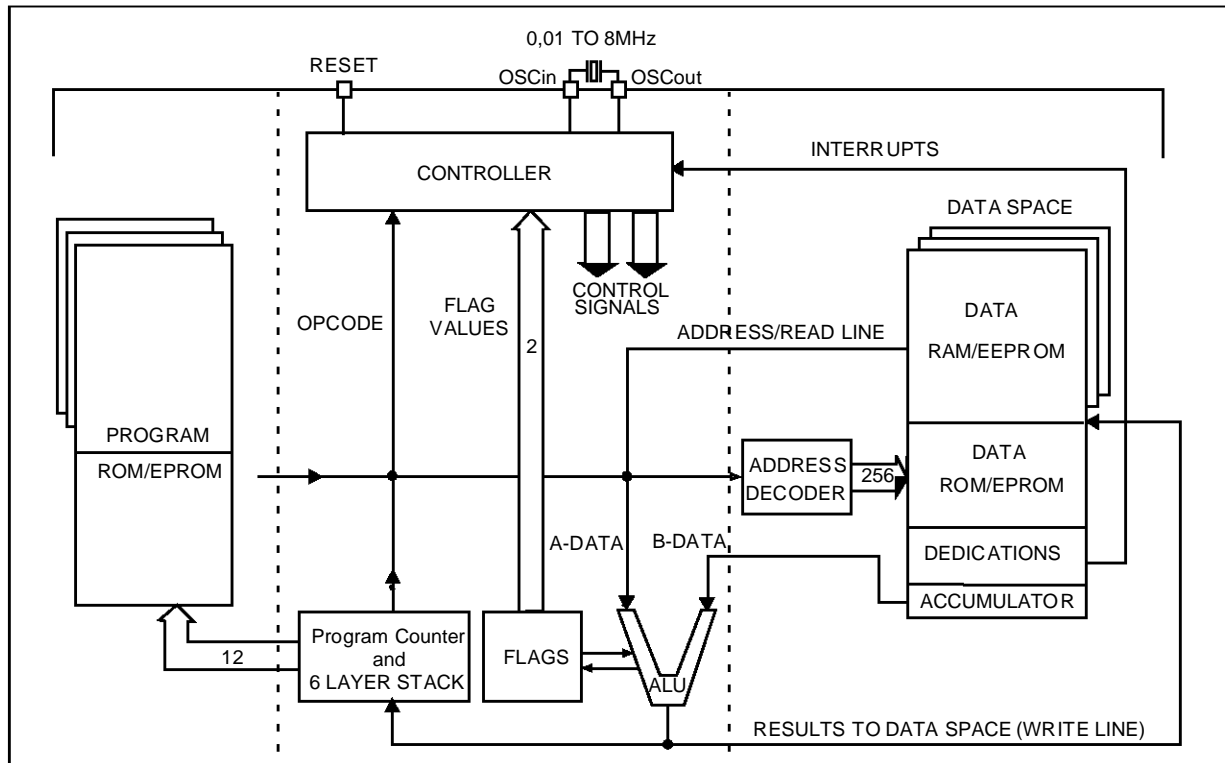 0,01 TO 8MHz
RESET
OSCin
OSCout
INTERRUPTS
CONTROLLER
DATA SPACE
OPCODE
FLAG
VALUES
2
CONTROL
SIGNALS
ADDRESS/READ LINE
DATA
RAM/EEPROM
PROGRAM
ROM/EPROM
ADDRESS
DECODER
256
DATA
ROM/EPROM
A-DATA
B-DATA
DEDICATIONS
ACCUMULATOR
12
Program Counter
and
6 LAYER STACK
FLAGS
ALU
RESULTS TO DATA SPACE (WRITE LINE)